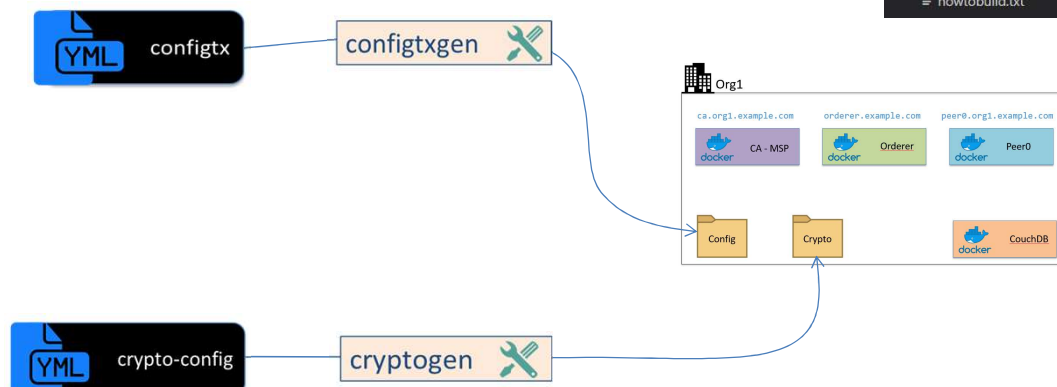 howtobuild.txt
YML
configtx
configtxgen
Org1
ca.org1.example.com
orderer.example.com
peer0.org1.example.com
docker
CA - MSP
docker
Orderer
docker
Peer0
Config
Crypto
docker
CouchDB
YML
crypto-config
cryptogen